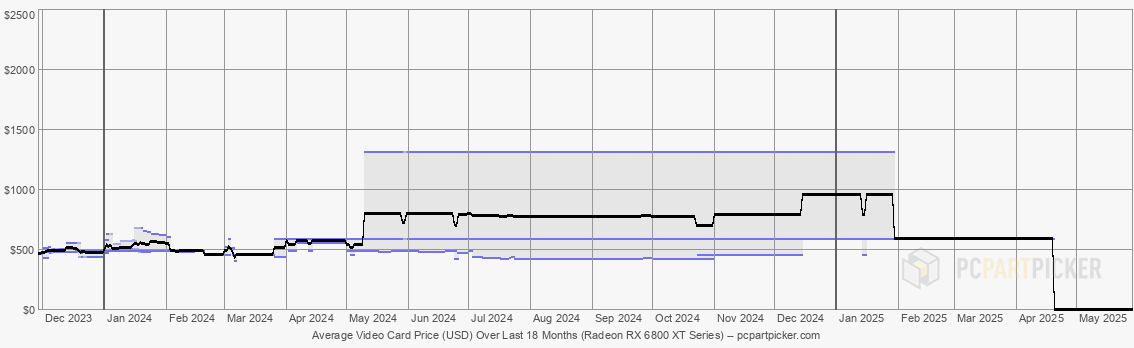 $2500
$2000
$1500
$1000
$500
$0
Dec 2023 Jan 2024 Feb 2024 Mar 2024 Apr 2024 May 2024 Jun 2024 Jul 2024 Aug 2024 Sep 2024 Oct 2024 Nov 2024 Dec 2024 Jan 2025 Feb 2025 Mar 2025 Apr 2025 May 2025
PCPARTPICKER
Average Video Card Price (USD) Over Last 18 Months (Radeon RX 6800 XT Series) -- pcpartpicker.com